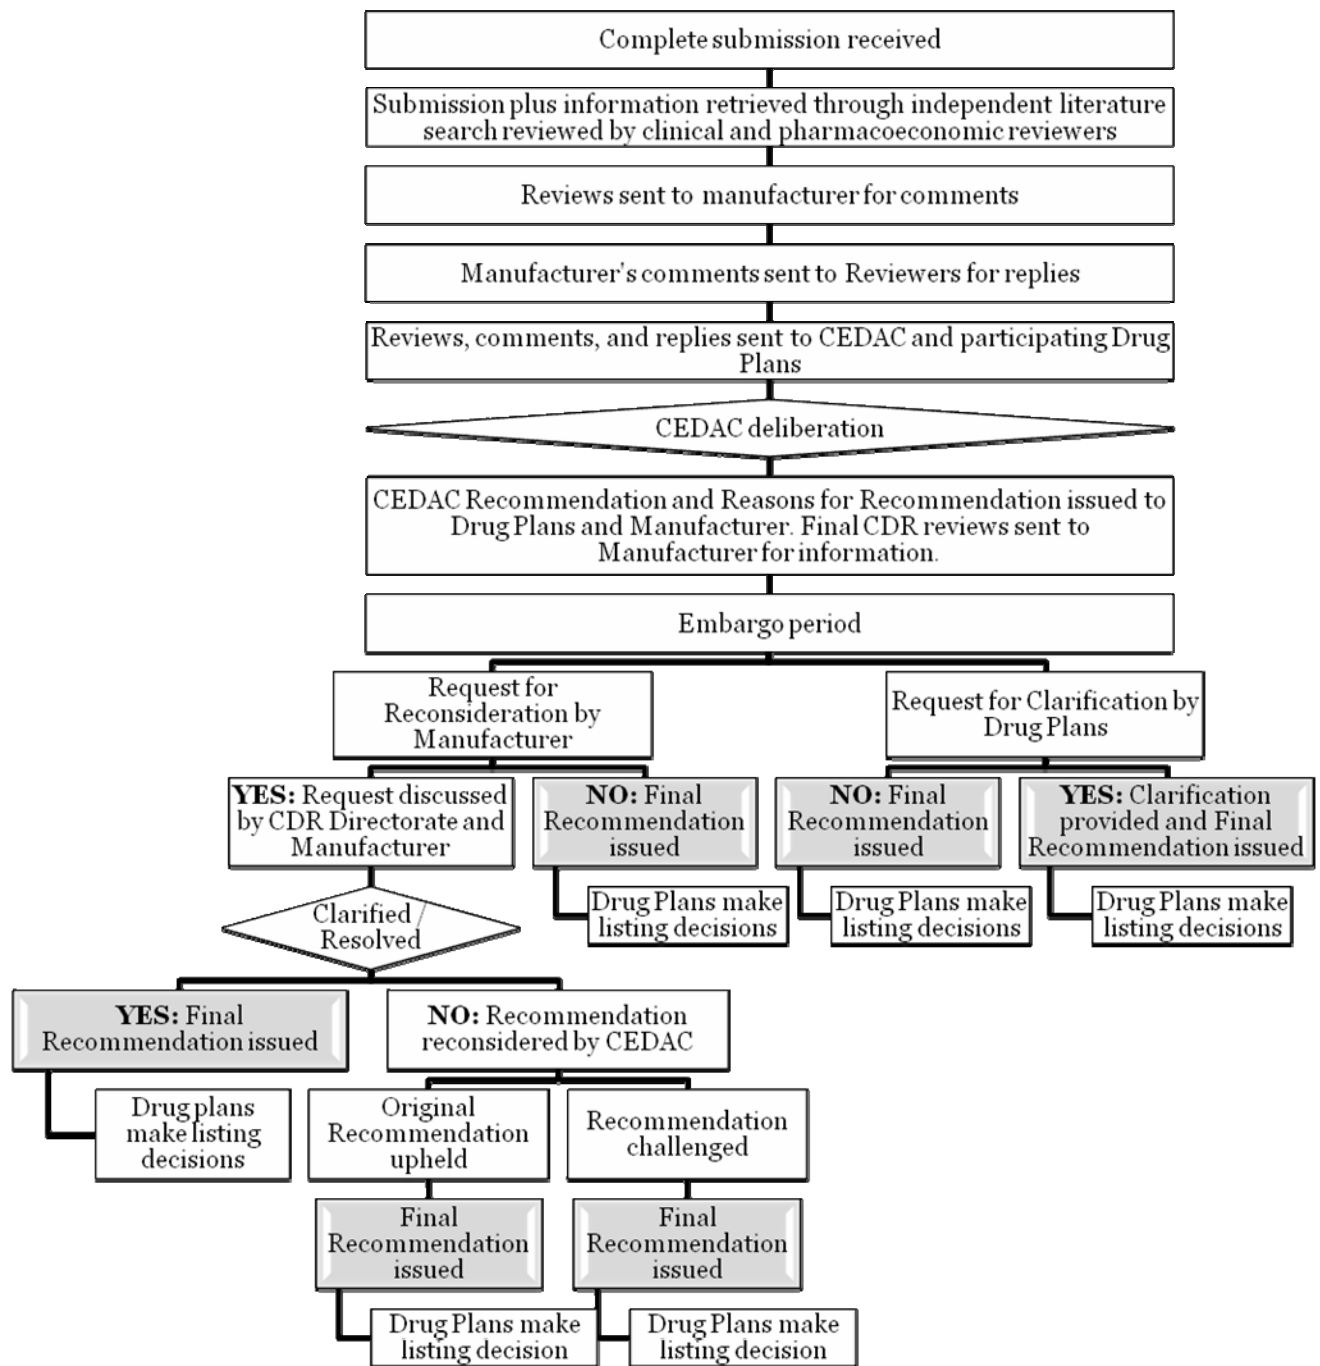 Complete submission received
Submission plus information retrieved through independent literature
search reviewed by clinical and pharmacoeconomic reviewers
Reviews sent to manufacturer for comments
Manufacturer's comments sent to Reviewers for replies
Reviews, comments, and replies sent to CEDAC and participating Drug
Plans
CEDAC deliberation
CEDAC Recommendation and Reasons for Recommendation issued to
Drug Plans and Manufacturer. Final CDR reviews sent to
Manufacturer for information.
Embargo period
Request for
Reconsideration by
Manufacturer
Request for Clarification by
Drug Plans
YES: Request discussed
by CDR Directorate and
Manufacturer
NO: Final
Recommendation
issued
NO: Final
Recommendation
issued
YES: Clarification
provided and Final
Recommendation issued
Drug Plans make
listing decisions
Drug Plans make
listing decisions
Drug Plans make
listing decisions
Clarified /
Resolved
YES: Final
Recommendation issued
NO: Recommendation
reconsidered by CEDAC
Drug plans
make listing
decisions
Original
Recommendation
upheld
Recommendation
challenged
Final
Recommendation
issued
Final
Recommendation
issued
Drug Plans make
listing decision
Drug Plans make
listing decision